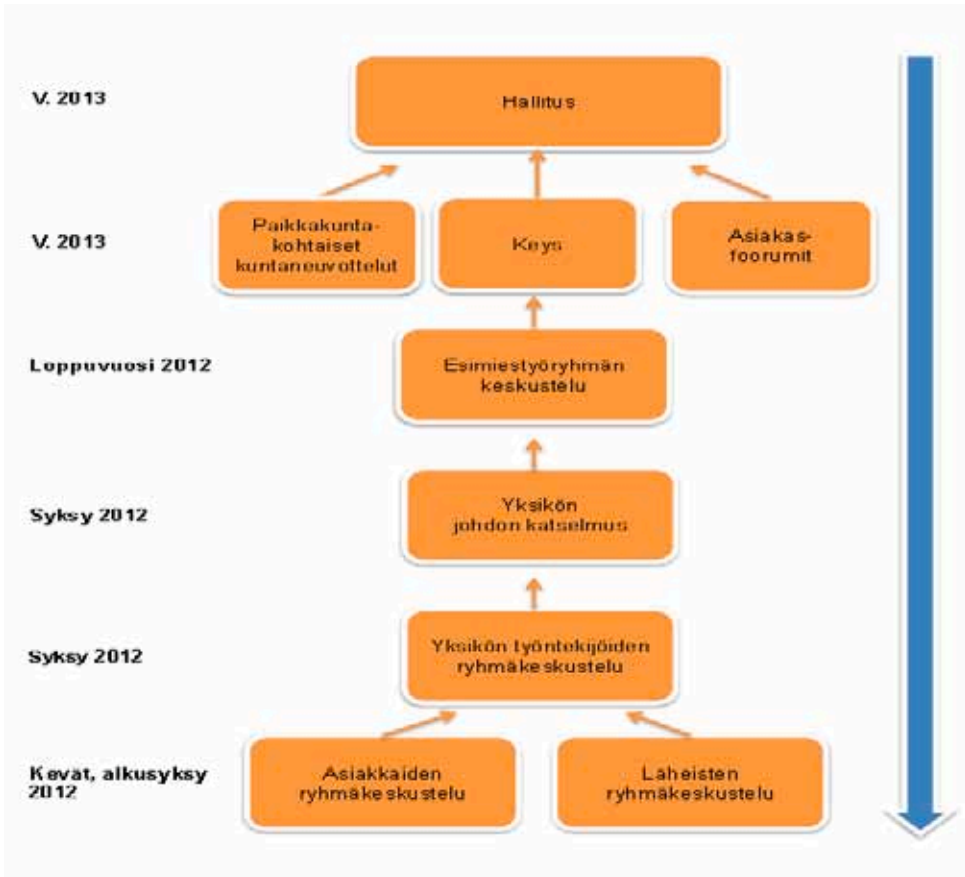 V. 2013
Hallitus
V. 2013
Paikkakunta-
kohtaiset
kuntaneuvottelut
Keys
Asiakas-
foorumit
Loppuvuosi 2012
Esimiestyöryhmän
keskustelu
Syksy 2012
Yksikön
johdon katselmus
Syksy 2012
Yksikön työntekijöiden
ryhmäkeskustelu
Kevät, alkusyksy
2012
Asiakkaiden
ryhmäkeskustelu
Läheisten
ryhmäkeskustelu